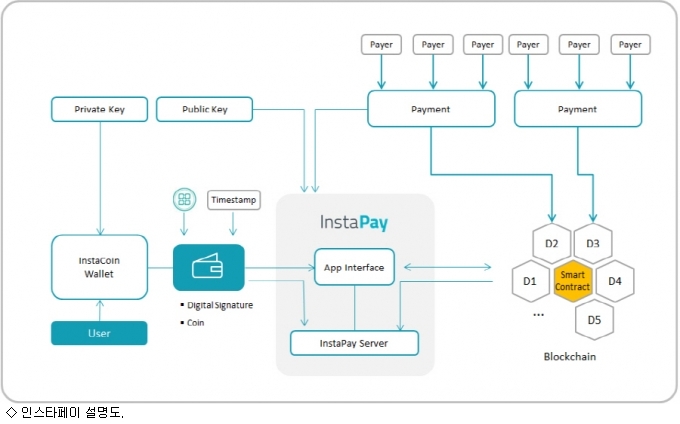 Payer
Payer
Payer
Payer
Payer
Payer
Private Key
Public Key
Payment
Payment
Timestamp
InstaPay
InstaCoin
Wallet
App Interface
D2
D3
D1
Smart
Contract
D4
...
D5
▪ Digital Signature
▪ Coin
User
InstaPay Server
Blockchain
◇ 인스타페이 설명도.